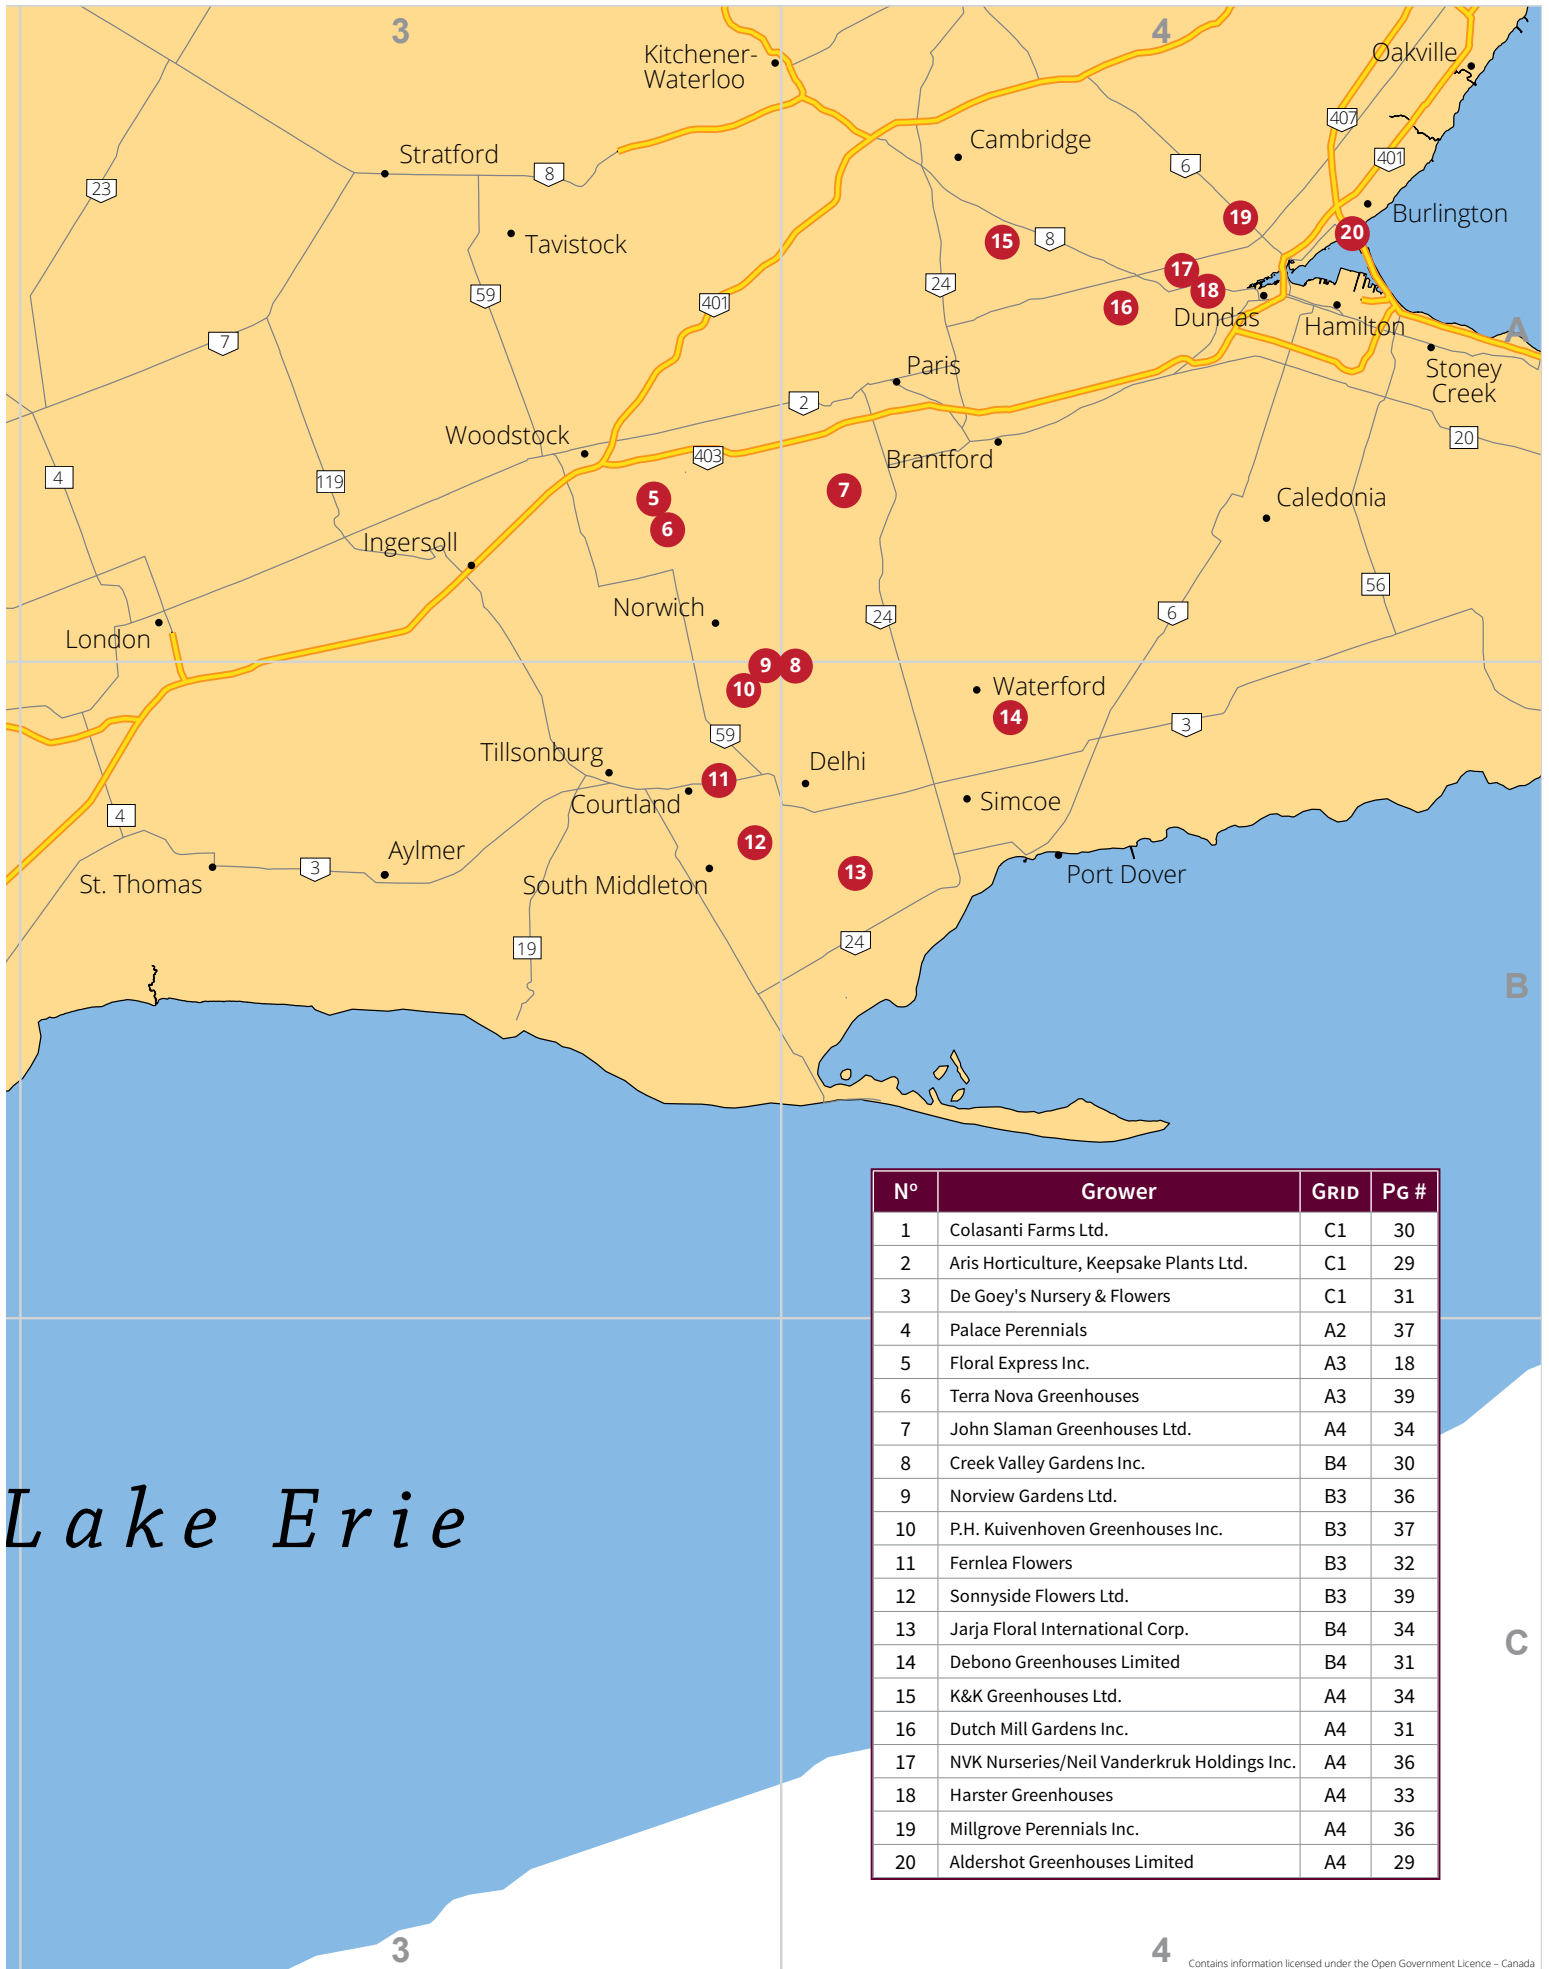 3
4
Kitchener-
Waterloo
Oakville
407
Cambridge
Stratford
8
6
401
23
Burlington
19
20
Tavistock
15
8
17
18
24
59
401
16
Dundas
Hamilton
A
7
Paris
Stoney
Creek
2
Woodstock
20
403
Brantford
4
119
5
7
Caledonia
6
Ingersoll
56
Norwich
24
6
London
9
8
10
Waterford
14
3
59
Tillsonburg
11
Delhi
Courtland
Simcoe
4
12
Aylmer
3
13
Port Dover
St. Thomas
South Middleton
24
19
B
Nº Grower GRID PG #
1 Colasanti Farms Ltd. C1 30
2 Aris Horticulture, Keepsake Plants Ltd. C1 29
3 De Goey's Nursery & Flowers C1 31
4 Palace Perennials A2 37
5 Floral Express Inc. A3 18
6 Terra Nova Greenhouses A3 39
7 John Slaman Greenhouses Ltd. A4 34
8 Creek Valley Gardens Inc. B4 30
9 Norview Gardens Ltd. B3 36
10 P.H. Kuivenhoven Greenhouses Inc. B3 37
11 Fernlea Flowers B3 32
12 Sonnyside Flowers Ltd. B3 39
13 Jarja Floral International Corp. B4 34
14 Debono Greenhouses Limited B4 31
15 K&K Greenhouses Ltd. A4 34
16 Dutch Mill Gardens Inc. A4 31
17 NVK Nurseries/Neil Vanderkruk Holdings Inc. A4 36
18 Harster Greenhouses A4 33
19 Millgrove Perennials Inc. A4 36
20 Aldershot Greenhouses Limited A4 29
Lake Erie
C
3
4
Contains information licensed under the Open Government Licence – Canada